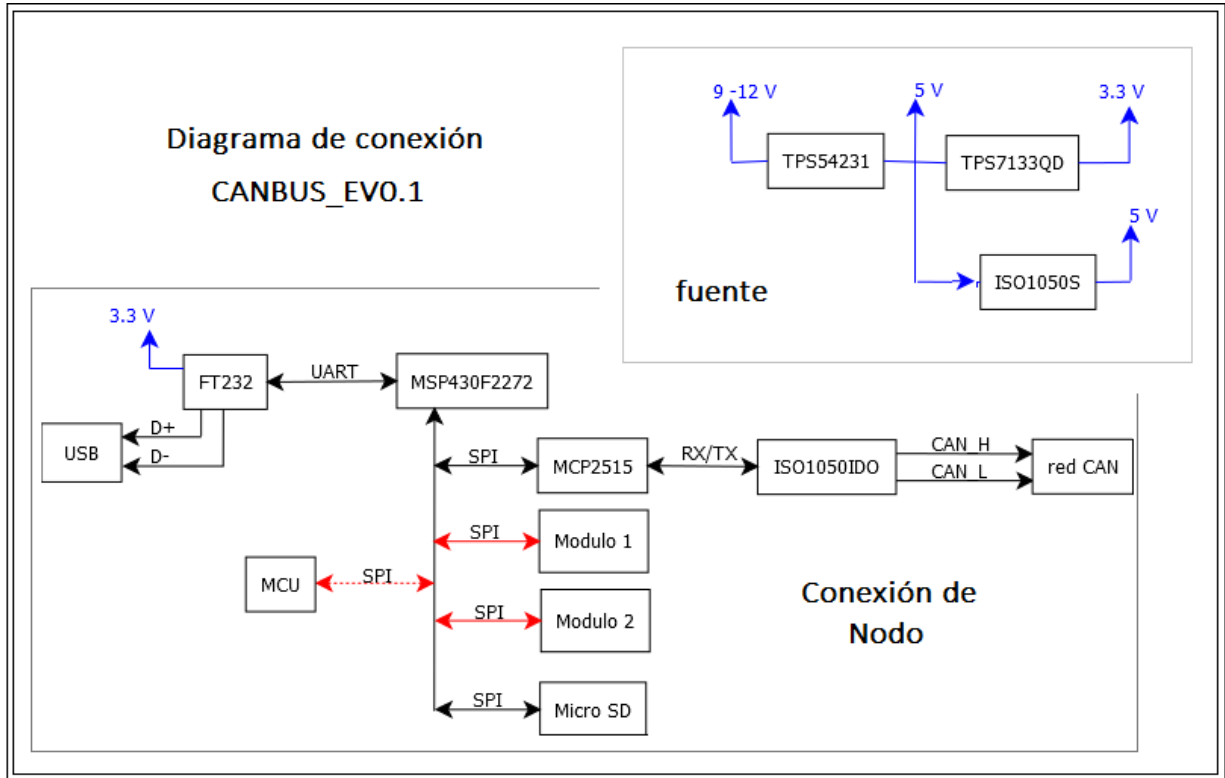 Diagrama de conexión
CANBUS_EV0.1
9 -12 V
5 V
3.3 V
TPS54231
TPS7133QD
5 V
ISO1050S
fuente
3.3 V
FT232
UART
MSP430F2272
USB
D+
D-
SPI
MCP2515
RX/TX
ISO1050IDO
CAN_H
CAN_L
red CAN
SPI
Modulo 1
MCU
SPI
SPI
Modulo 2
Conexión de
Nodo
SPI
Micro SD